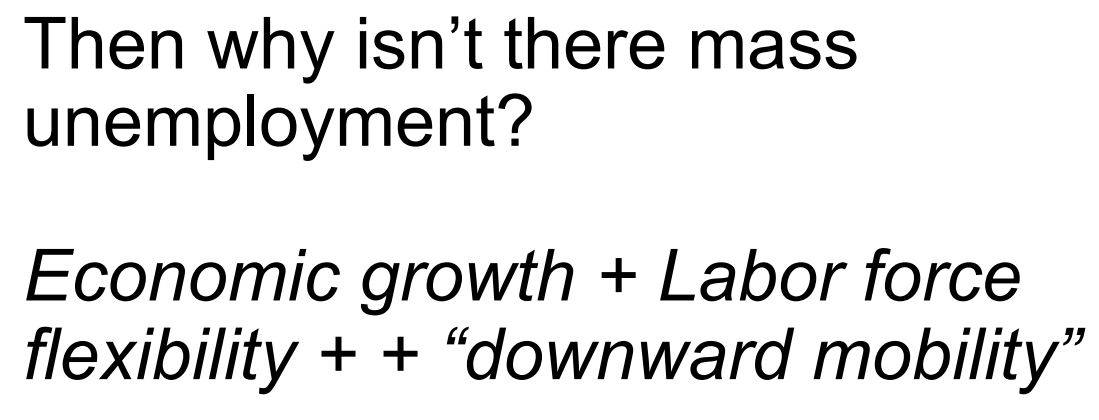 Then why isn’t there mass
unemployment?
Economic growth + Labor force
flexibility + + “downward mobility”